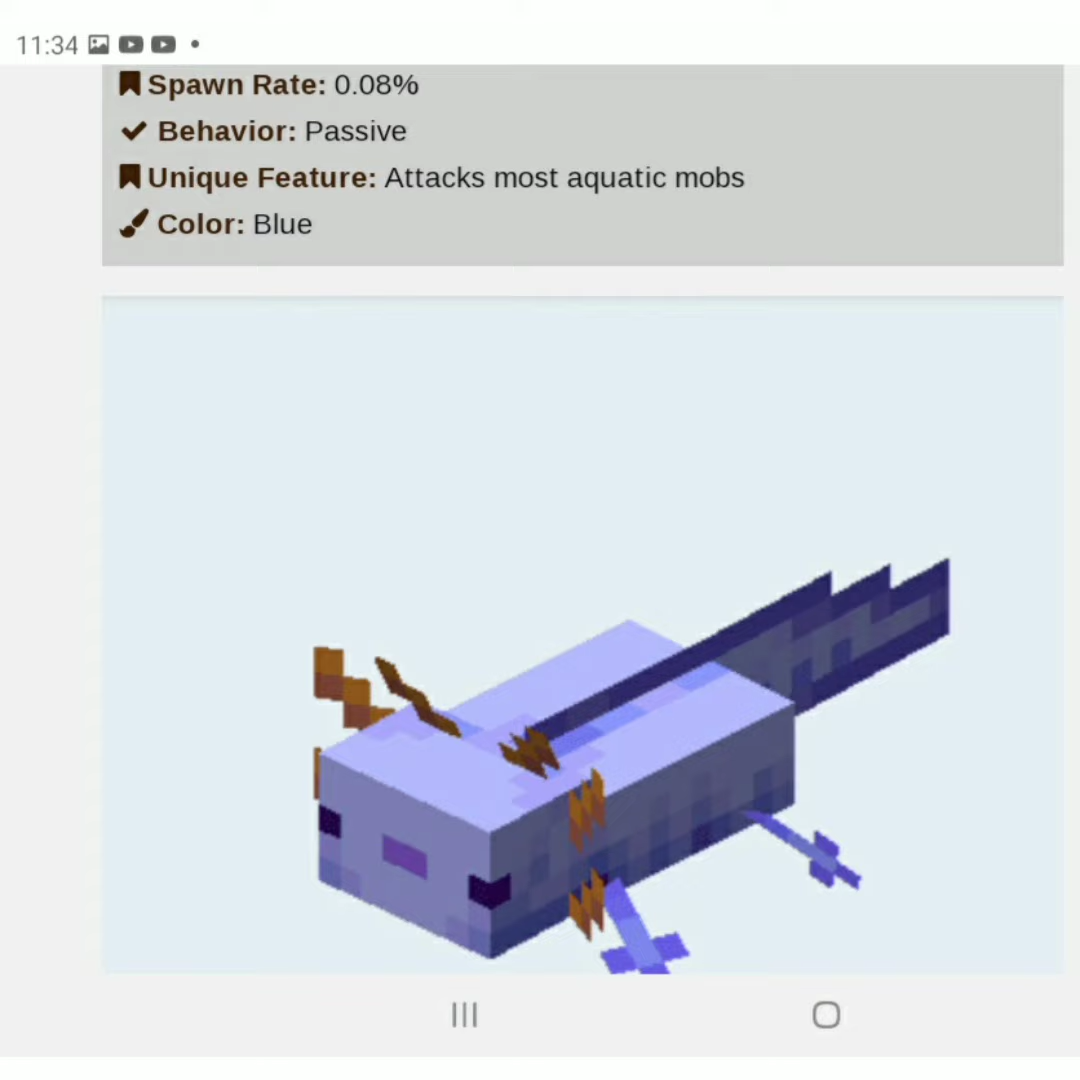 11:34
Spawn Rate: 0.08%
Behavior: Passive
Unique Feature: Attacks most aquatic mobs
Color: Blue